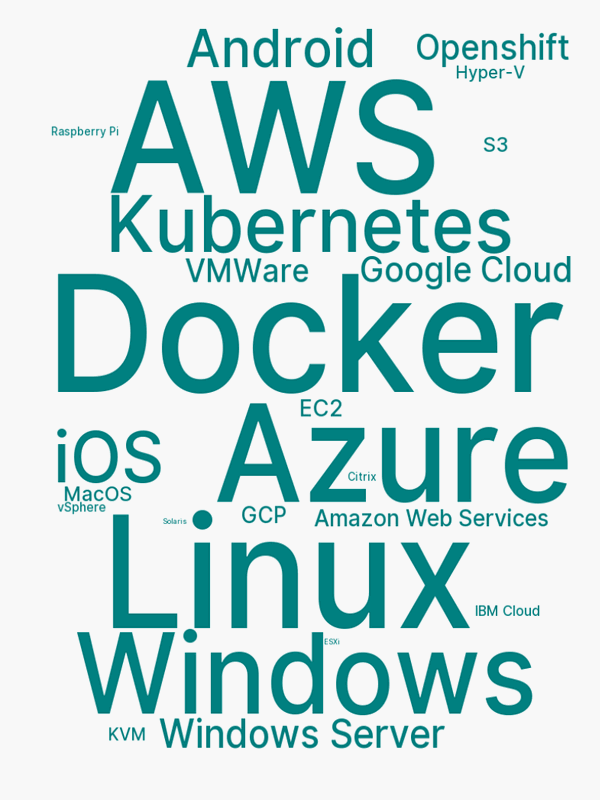 Android
Openshift
Hyper-V
AWS
Raspberry Pi
S3
Kubernetes
VMWare
Google Cloud
Docker
EC2
iOS
Azure
Citrix
MacOS
vSphere
GCP
Amazon Web Services
Solaris
Linux
IBM Cloud
Windows
ESXi
KVM
Windows Server